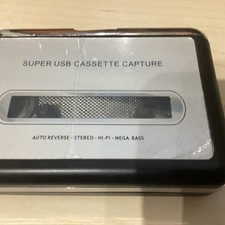 SUPER USB CASSETTE CAPTURE
AUTO REVERSE - STEREO - HI-FI - MEGA BASS